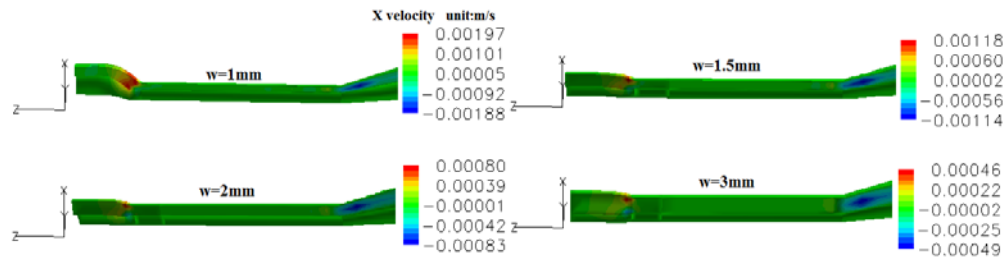 X velocity unit:m/s
w=1mm
0.00197
0.00101
0.00005
-0.00092
-0.00188
X
Z
w=1.5mm
0.00118
0.00060
0.00002
-0.00056
-0.00114
X
Z
w=2mm
0.00080
0.00039
-0.00002
-0.00042
-0.00083
X
Z
w=3mm
0.00046
0.00022
-0.00002
-0.00025
-0.00049
X
Z